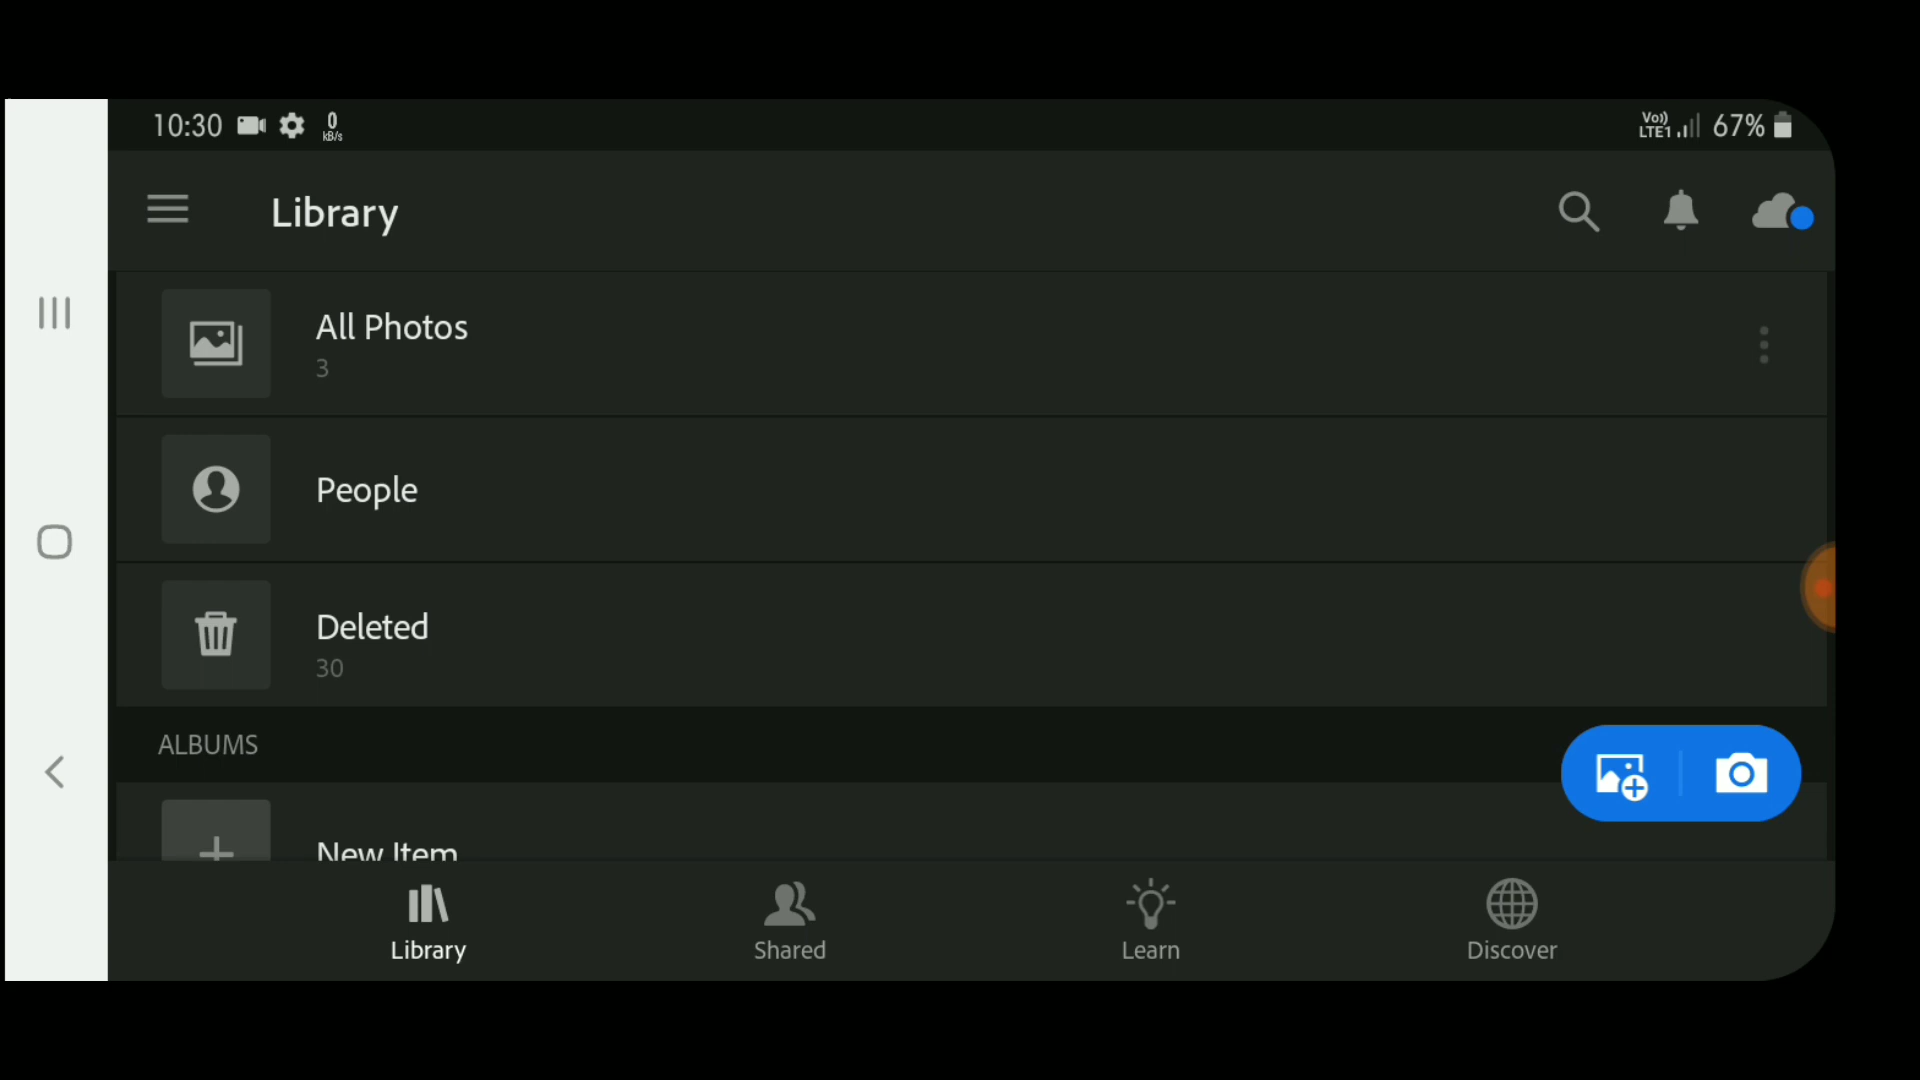 10:30 0 kB/s Vo)) LTE1 67%
Library
All Photos
3
People
Deleted
30
ALBUMS
New Item
Library Shared Learn Discover